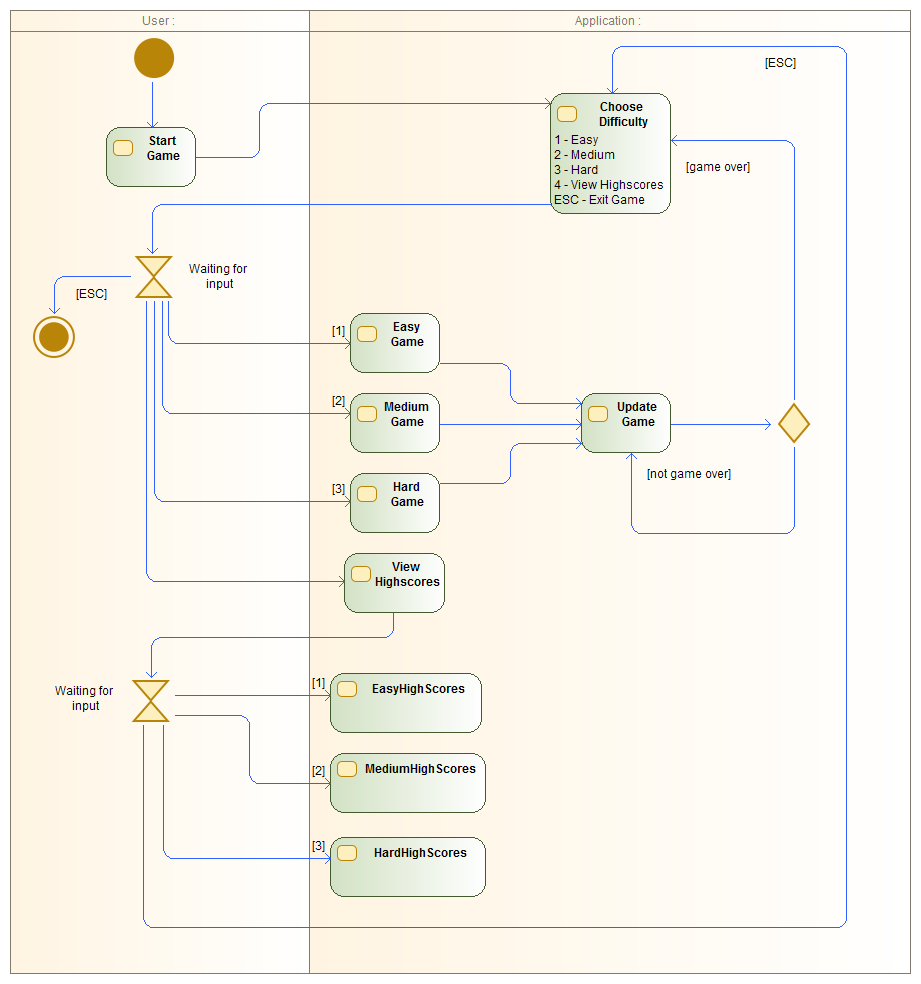 User :
Application :
[ESC]
Choose
Difficulty
1 - Easy
2 - Medium
3 - Hard
4 - View Highscores
ESC - Exit Game
Start
Game
[game over]
Waiting for
input
[ESC]
[1]
Easy
Game
[2]
Medium
Game
Update
Game
[not game over]
[3]
Hard
Game
View
Highscores
Waiting for
input
[1]
EasyHighScores
[2]
MediumHighScores
[3]
HardHighScores